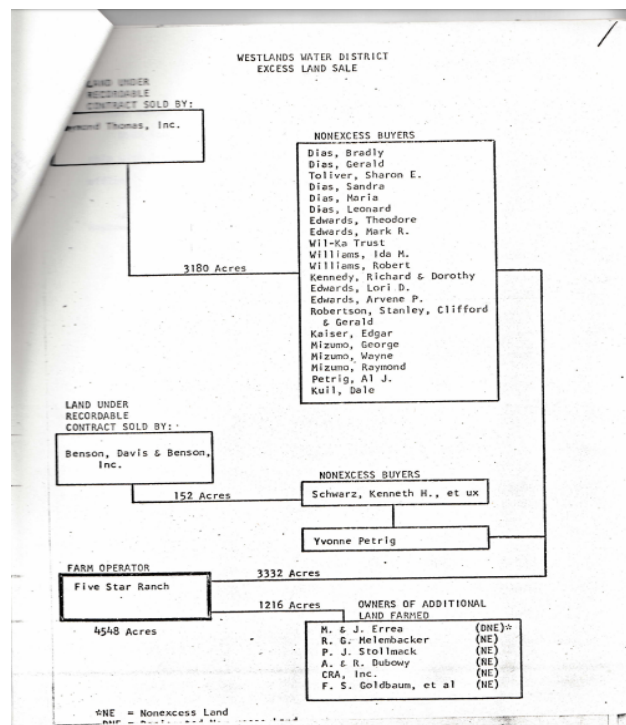 WESTLANDS WATER DISTRICT
EXCESS LAND SALE
LAND UNDER
RECORDABLE
CONTRACT SOLD BY:
Thomas, Inc.
NONEXCESS BUYERS
Dias, Bradly
Dias, Gerald
Toliver, Sharon E.
Dias, Sandra
Dias, Maria
Dias, Leonard
Edwards, Theodore
Edwards, Mark R.
Wil-Ka Trust
Williams, Ida M.
Williams, Robert
Kennedy, Richard & Dorothy
Edwards, Lori D.
Edwards, Arvene P.
Robertson, Stanley, Clifford
& Gerald
Kaiser, Edgar
Mizumo, George
Mizumo, Wayne
Mizumo, Raymond
Petrig, Al J.
Kuil, Dale
3180 Acres
LAND UNDER
RECORDABLE
CONTRACT SOLD BY:
Benson, Davis & Benson,
Inc.
152 Acres
NONEXCESS BUYERS
Schwarz, Kenneth H., et ux
Yvonne Petrig
FARM OPERATOR
Five Star Ranch
4548 Acres
3332 Acres
1216 Acres
OWNERS OF ADDITIONAL
LAND FARMED
M. & J. Errea (DNE)*
R. G. Melembacker (NE)
P. J. Stollmack (NE)
A. & R. Dubowy (NE)
CRA, Inc. (NE)
F. S. Goldbaum, et al (NE)
*NE = Nonexcess Land